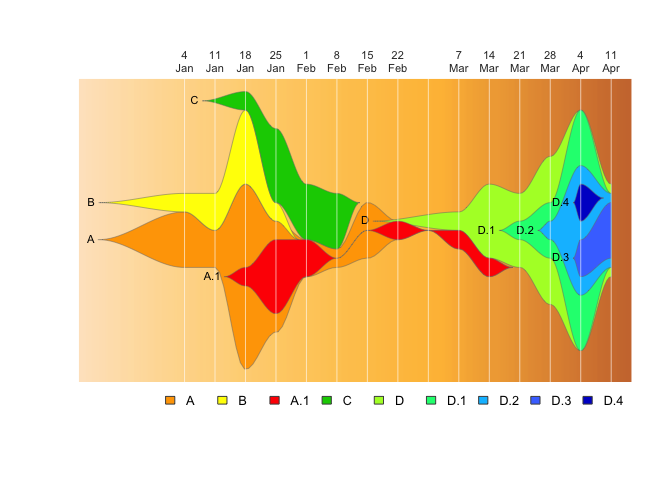 4 11 18 25 1 8 15 22 7 14 21 28 4 11
Jan Jan Jan Jan Feb Feb Feb Feb Mar Mar Mar Mar Apr Apr
C
B
D.4
D
D.1
D.2
A
D.3
A.1
A B A.1 C D D.1 D.2 D.3 D.4